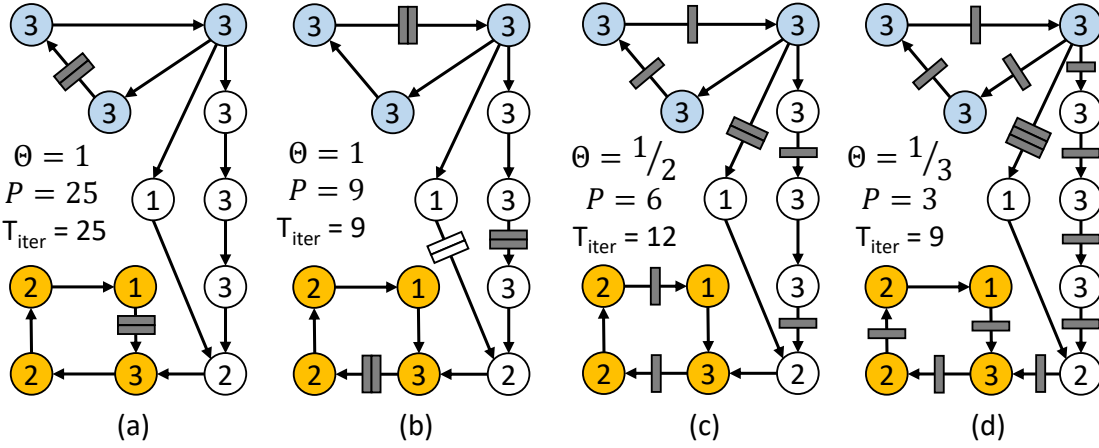 3 3
3 3
1 3
Θ = 1
P = 25
T_iter = 25
3
2 1
2 3 2
(a)
3 3
3 3
1 3
Θ = 1
P = 9
T_iter = 9
3
2 1
2 3 2
(b)
3 3
3 3
1 3
Θ = 1/2
P = 6
T_iter = 12
3
2 1
2 3 2
(c)
3 3
3 3
1 3
Θ = 1/3
P = 3
T_iter = 9
3
2 1
2 3 2
(d)